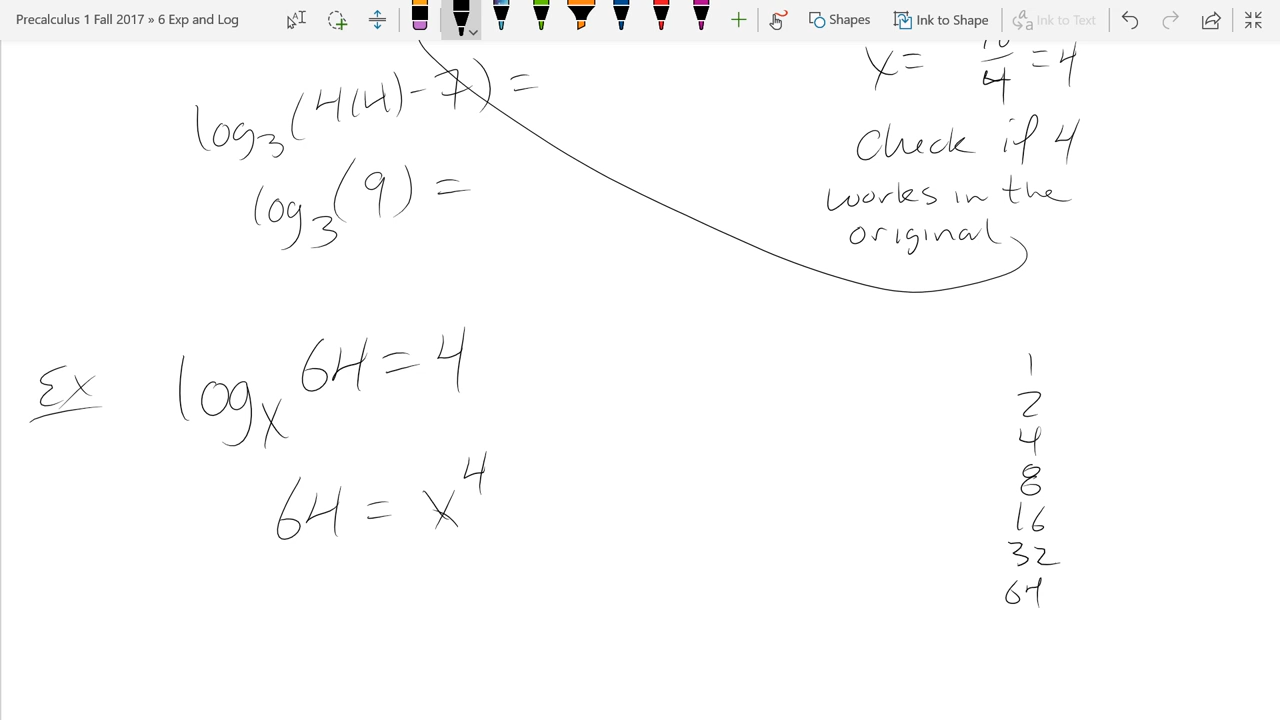 Precalculus 1 Fall 2017 » 6 Exp and Log
Shapes
Ink to Shape
Ink to Text
log₃(4(4)-7)=
log₃(9)=
x= 16/4 =4
Check if 4
works in the
original
Ex logₓ 64=4
64 = x⁴
1
2
4
8
16
32
64